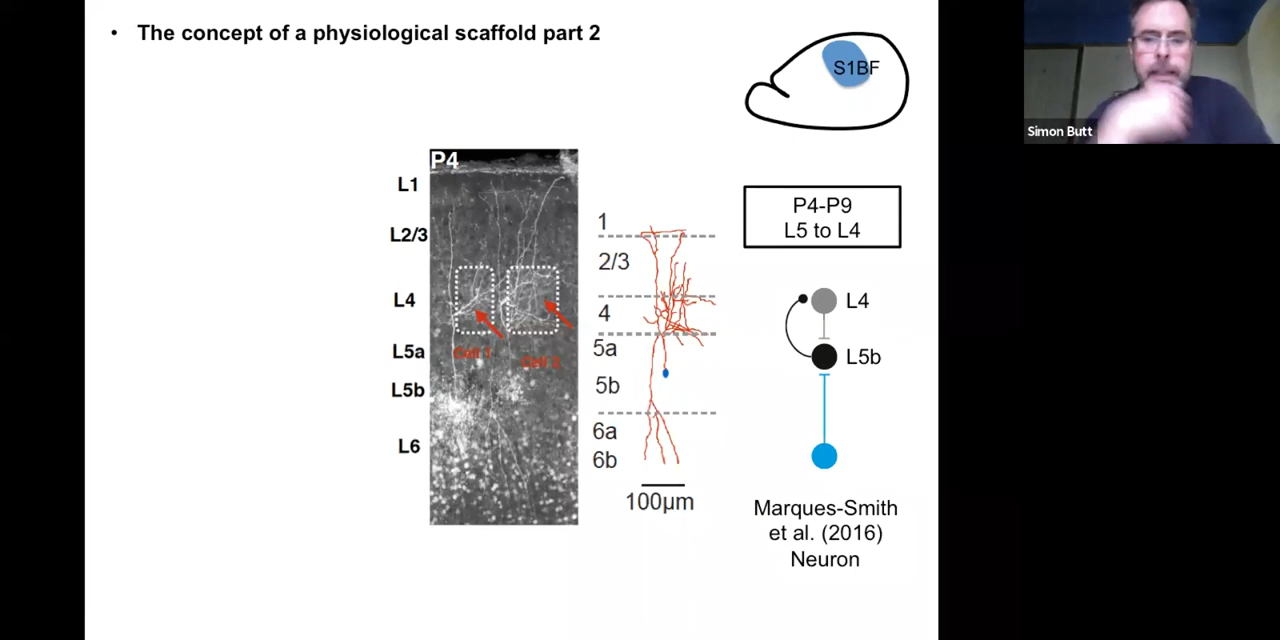 • The concept of a physiological scaffold part 2
S1BF
Simon Butt
P4
L1
L2/3
L4
L5a
L5b
L6
Cell 1
Cell 2
1
2/3
4
5a
5b
6a
6b
100µm
P4-P9
L5 to L4
L4
L5b
Marques-Smith
et al. (2016)
Neuron